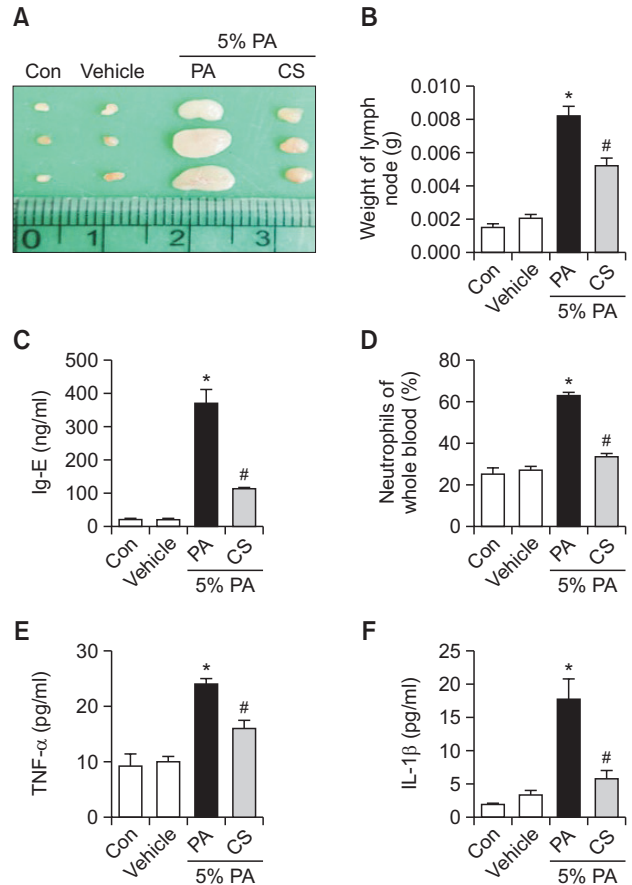 A
5% PA
Con Vehicle PA CS
0 1 2 3
B
Weight of lymph
node (g)
0.010
0.008
0.006
0.004
0.002
0.000
*
#
Con Vehicle PA CS
5% PA
C
Ig-E (ng/ml)
500
400
300
200
100
0
*
#
Con Vehicle PA CS
5% PA
D
Neutrophils of
whole blood (%)
80
60
40
20
0
*
#
Con Vehicle PA CS
5% PA
E
TNF-α (pg/ml)
30
20
10
0
*
#
Con Vehicle PA CS
5% PA
F
IL-1β (pg/ml)
25
20
15
10
5
0
*
#
Con Vehicle PA CS
5% PA